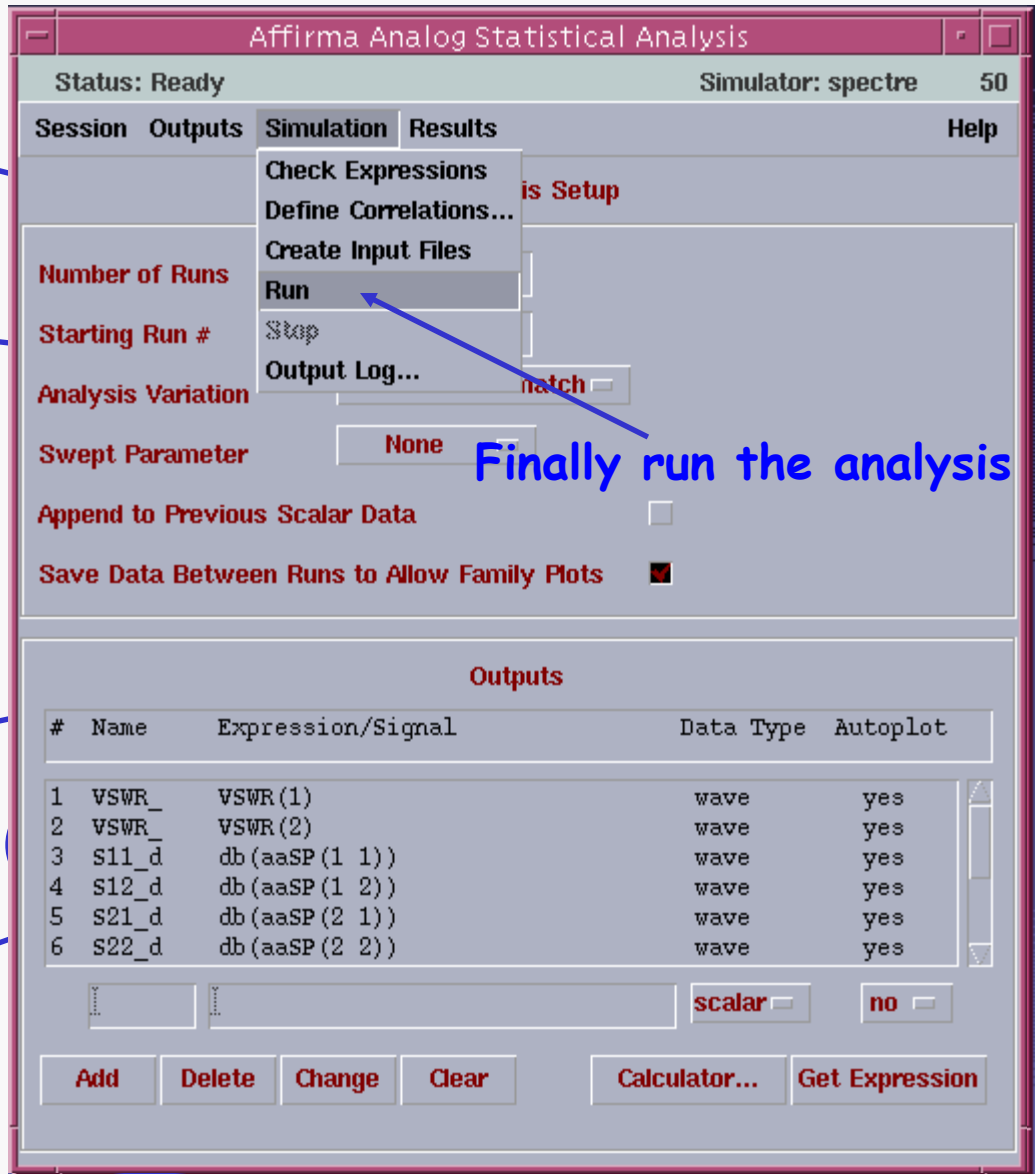 Affirma Analog Statistical Analysis
Status: Ready Simulator: spectre 50
Session Outputs Simulation Results Help
Check Expressions
is Setup
Define Correlations...
Create Input Files
Number of Runs
Run
Starting Run #
Stop
Output Log...
Analysis Variation match
Swept Parameter None
Finally run the analysis
Append to Previous Scalar Data
Save Data Between Runs to Allow Family Plots
Outputs
# Name Expression/Signal Data Type Autoplot
1 VSWR_ VSWR(1) wave yes
2 VSWR_ VSWR(2) wave yes
3 S11_d db(aaSP(1 1)) wave yes
4 S12_d db(aaSP(1 2)) wave yes
5 S21_d db(aaSP(2 1)) wave yes
6 S22_d db(aaSP(2 2)) wave yes
scalar no
Add Delete Change Clear Calculator... Get Expression